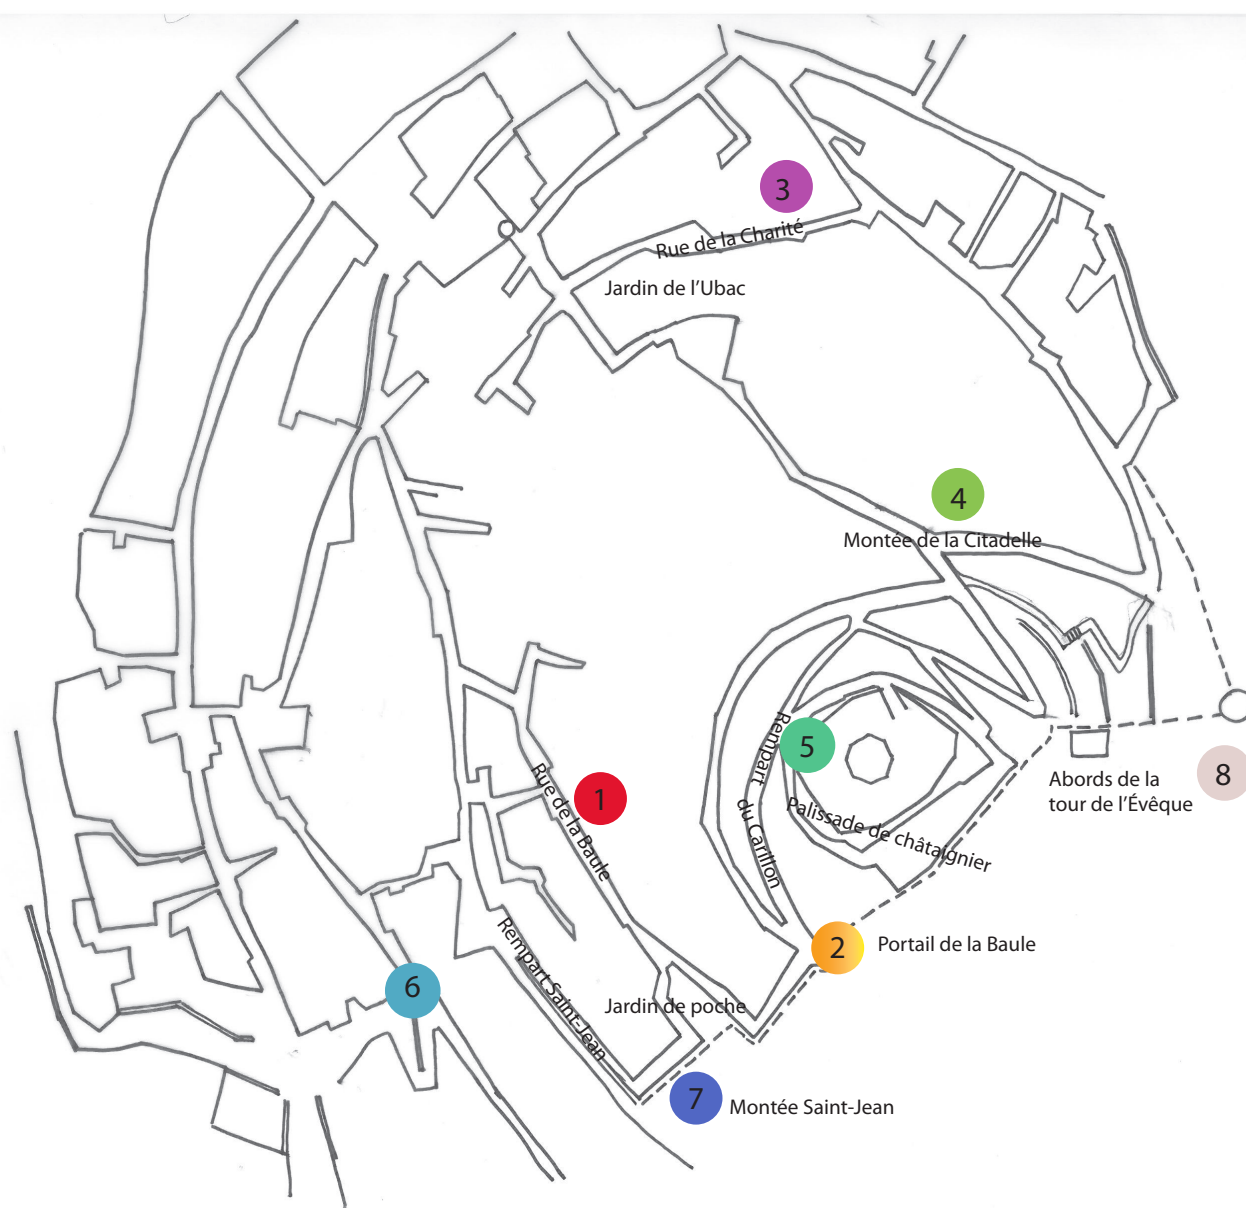 3
Rue de la Charité
Jardin de l’Ubac
4
Montée de la Citadelle
Rempart
du Carillon
5
Palissade de châtaignier
Abords de la
tour de l’Évêque
8
Rue de la Baule
1
2
Portail de la Baule
6
Rempart Saint-Jean
Jardin de poche
7
Montée Saint-Jean